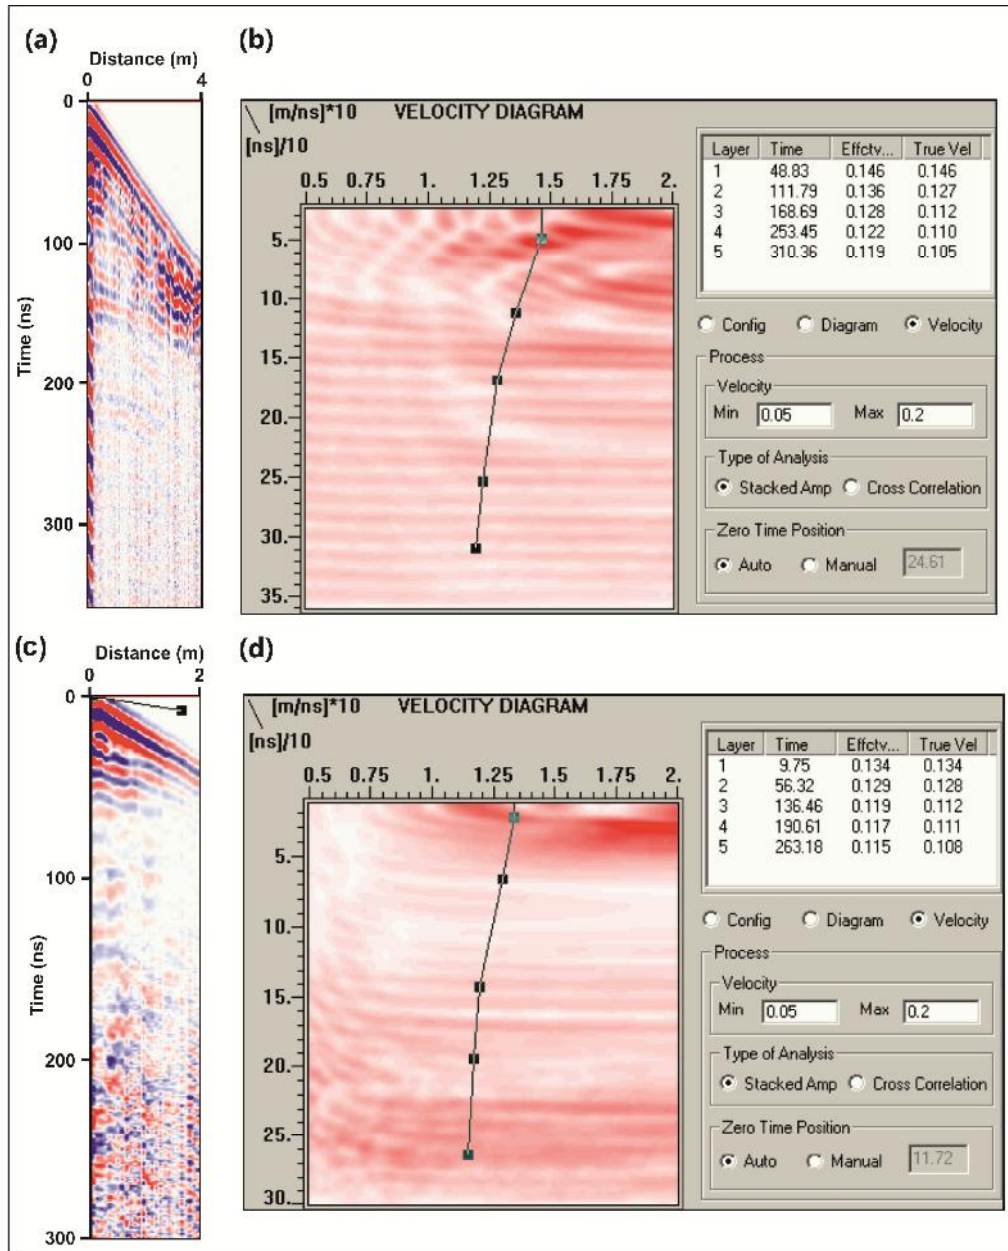 (a)
Distance (m)
0 4
0
100
200
300
Time (ns)
(b)
[m/ns]*10 VELOCITY DIAGRAM
[ns]/10
0.5 0.75 1. 1.25 1.5 1.75 2.
5.
10.
15.
20.
25.
30.
35.
Layer Time Effctv... True Vel
1 48.83 0.146 0.146
2 111.79 0.136 0.127
3 168.69 0.128 0.112
4 253.45 0.122 0.110
5 310.36 0.119 0.105
Config Diagram Velocity
Process
Velocity
Min 0.05 Max 0.2
Type of Analysis
Stacked Amp Cross Correlation
Zero Time Position
Auto Manual 24.61
(c)
Distance (m)
0 2
0
100
200
300
Time (ns)
(d)
[m/ns]*10 VELOCITY DIAGRAM
[ns]/10
0.5 0.75 1. 1.25 1.5 1.75 2.
5.
10.
15.
20.
25.
30.
Layer Time Effctv... True Vel
1 9.75 0.134 0.134
2 56.32 0.129 0.128
3 136.46 0.119 0.112
4 190.61 0.117 0.111
5 263.18 0.115 0.108
Config Diagram Velocity
Process
Velocity
Min 0.05 Max 0.2
Type of Analysis
Stacked Amp Cross Correlation
Zero Time Position
Auto Manual 11.72